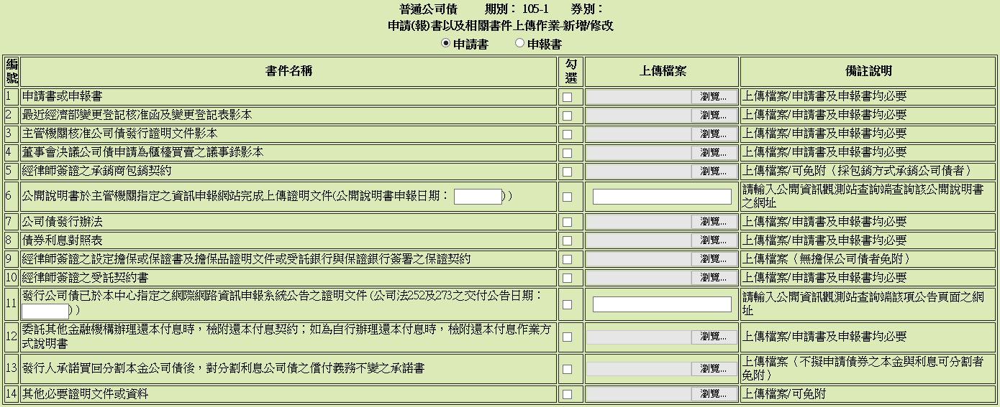 普通公司債 期別： 105-1 券別：
申請(報)書以及相關書件上傳作業-新增/修改
申請書 申報書
編號 書件名稱 勾選 上傳檔案 備註說明
1 申請書或申報書 瀏覽... 上傳檔案/申請書及申報書均必要
2 最近經濟部變更登記核准函及變更登記表影本 瀏覽... 上傳檔案/申請書及申報書均必要
3 主管機關核准公司債發行證明文件影本 瀏覽... 上傳檔案/申請書及申報書均必要
4 董事會決議公司債申請為櫃檯買賣之議事錄影本 瀏覽... 上傳檔案/申請書及申報書均必要
5 經律師簽證之承銷商包銷契約 瀏覽... 上傳檔案/可免附（採包銷方式承銷公司債者）
6 公開說明書於主管機關指定之資訊申報網站完成上傳證明文件(公開說明書申報日期： )） 請輸入公開資訊觀測站查詢端查詢該公開說明書
之網址
7 公司債發行辦法 瀏覽... 上傳檔案/申請書及申報書均必要
8 債券利息對照表 瀏覽... 上傳檔案/申請書及申報書均必要
9 經律師簽證之設定擔保或保證書及擔保品證明文件或受託銀行與保證銀行簽署之保證契約 瀏覽... 上傳檔案（無擔保公司債者免附）
10 經律師簽證之受託契約書 瀏覽... 上傳檔案/申請書及申報書均必要
11 發行公司債已於本中心指定之網際網路資訊申報系統公告之證明文件 (公司法252及273之交付公告日期： 請輸入公開資訊觀測站查詢端該項公告頁面之網
)） 址
12 委託其他金融機構辦理還本付息時，檢附還本付息契約；如為自行辦理還本付息時，檢附還本付息作業方 瀏覽... 上傳檔案/申請書及申報書均必要
式說明書
13 發行人承諾買回分割本金公司債後，對分割利息公司債之償付義務不變之承諾書 瀏覽... 上傳檔案（不擬申請債券之本金與利息可分割者
免附）
14 其他必要證明文件或資料 瀏覽... 上傳檔案/可免附